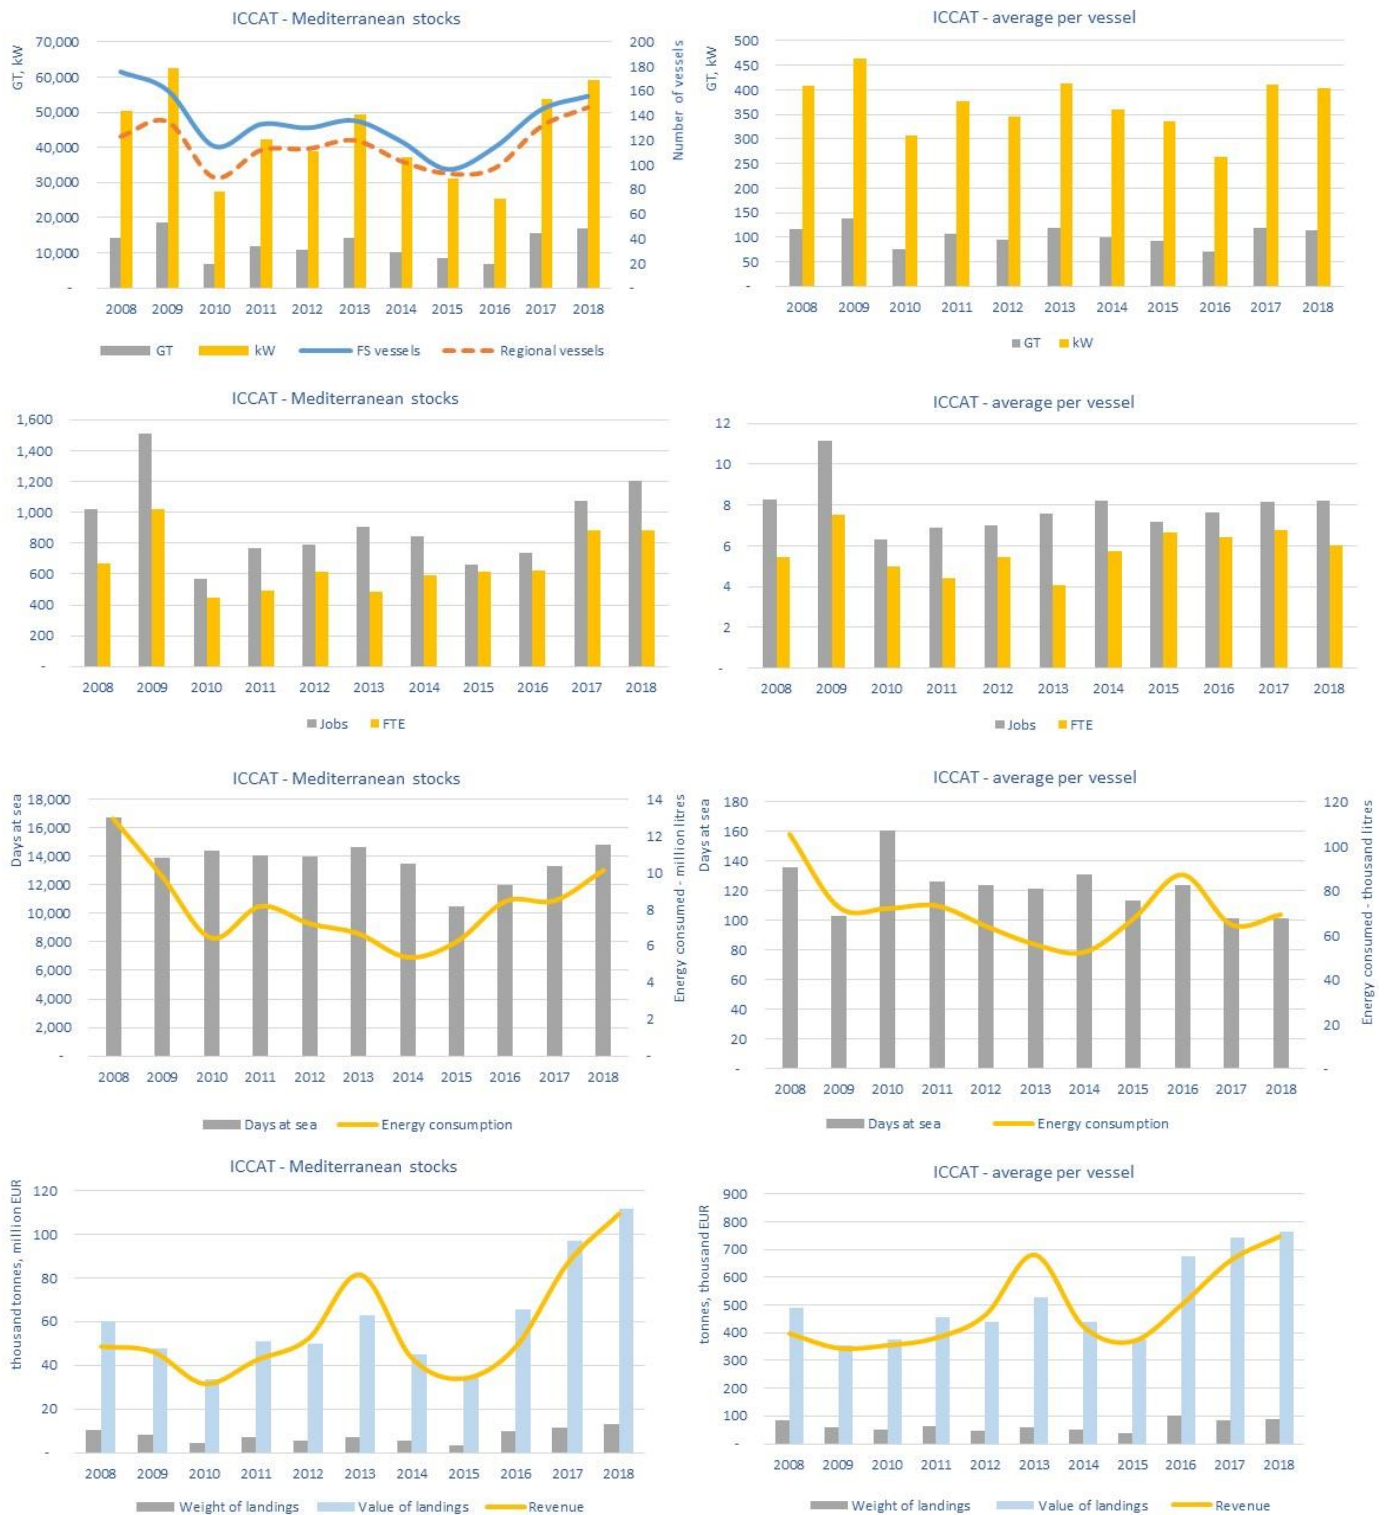 ICCAT - Mediterranean stocks
GT, kW
70,000
60,000
50,000
40,000
30,000
20,000
10,000
-
200
180
160
140
120
100
80
60
40
20
-
Number of vessels
2008 2009 2010 2011 2012 2013 2014 2015 2016 2017 2018
GT kW FS vessels Regional vessels
ICCAT - average per vessel
GT, kW
500
450
400
350
300
250
200
150
100
50
-
2008 2009 2010 2011 2012 2013 2014 2015 2016 2017 2018
GT kW
ICCAT - Mediterranean stocks
1,600
1,400
1,200
1,000
800
600
400
200
-
2008 2009 2010 2011 2012 2013 2014 2015 2016 2017 2018
Jobs FTE
ICCAT - average per vessel
12
10
8
6
4
2
-
2008 2009 2010 2011 2012 2013 2014 2015 2016 2017 2018
Jobs FTE
ICCAT - Mediterranean stocks
Days at sea
18,000
16,000
14,000
12,000
10,000
8,000
6,000
4,000
2,000
-
14
12
10
8
6
4
2
-
Energy consumed - million litres
2008 2009 2010 2011 2012 2013 2014 2015 2016 2017 2018
Days at sea Energy consumption
ICCAT - average per vessel
Days at sea
180
160
140
120
100
80
60
40
20
-
120
100
80
60
40
20
-
Energy consumed - thousand litres
2008 2009 2010 2011 2012 2013 2014 2015 2016 2017 2018
Days at sea Energy consumption
ICCAT - Mediterranean stocks
thousand tonnes, million EUR
120
100
80
60
40
20
-
2008 2009 2010 2011 2012 2013 2014 2015 2016 2017 2018
Weight of landings Value of landings Revenue
ICCAT - average per vessel
tonnes, thousand EUR
900
800
700
600
500
400
300
200
100
-
2008 2009 2010 2011 2012 2013 2014 2015 2016 2017 2018
Weight of landings Value of landings Revenue